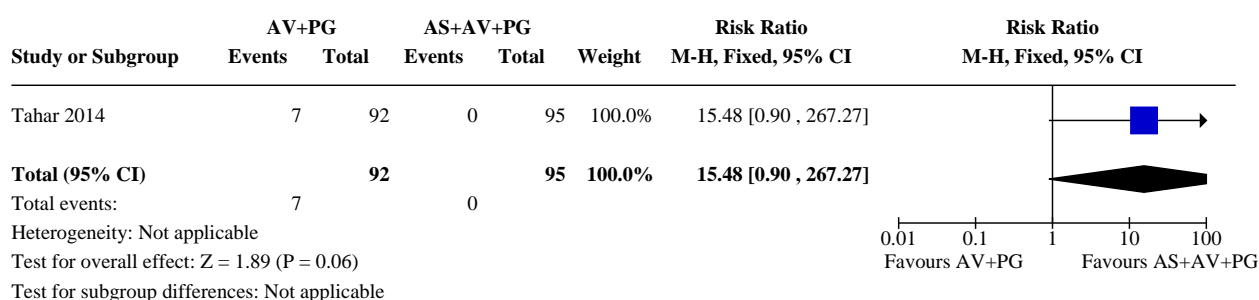 AV+PG AS+AV+PG Risk Ratio Risk Ratio
Study or Subgroup Events Total Events Total Weight M-H, Fixed, 95% CI M-H, Fixed, 95% CI
Tahar 2014 7 92 0 95 100.0% 15.48 [0.90 , 267.27]
Total (95% CI) 92 95 100.0% 15.48 [0.90 , 267.27]
Total events: 7 0
Heterogeneity: Not applicable
0.01 0.1 1 10 100
Test for overall effect: Z = 1.89 (P = 0.06) Favours AV+PG Favours AS+AV+PG
Test for subgroup differences: Not applicable